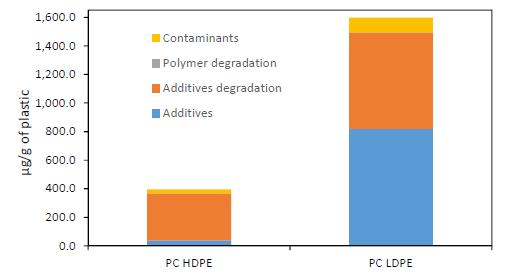 1,600.0
1,400.0
1,200.0
1,000.0
800.0
600.0
400.0
200.0
0.0
µg/g of plastic
Contaminants
Polymer degradation
Additives degradation
Additives
PC HDPE
PC LDPE